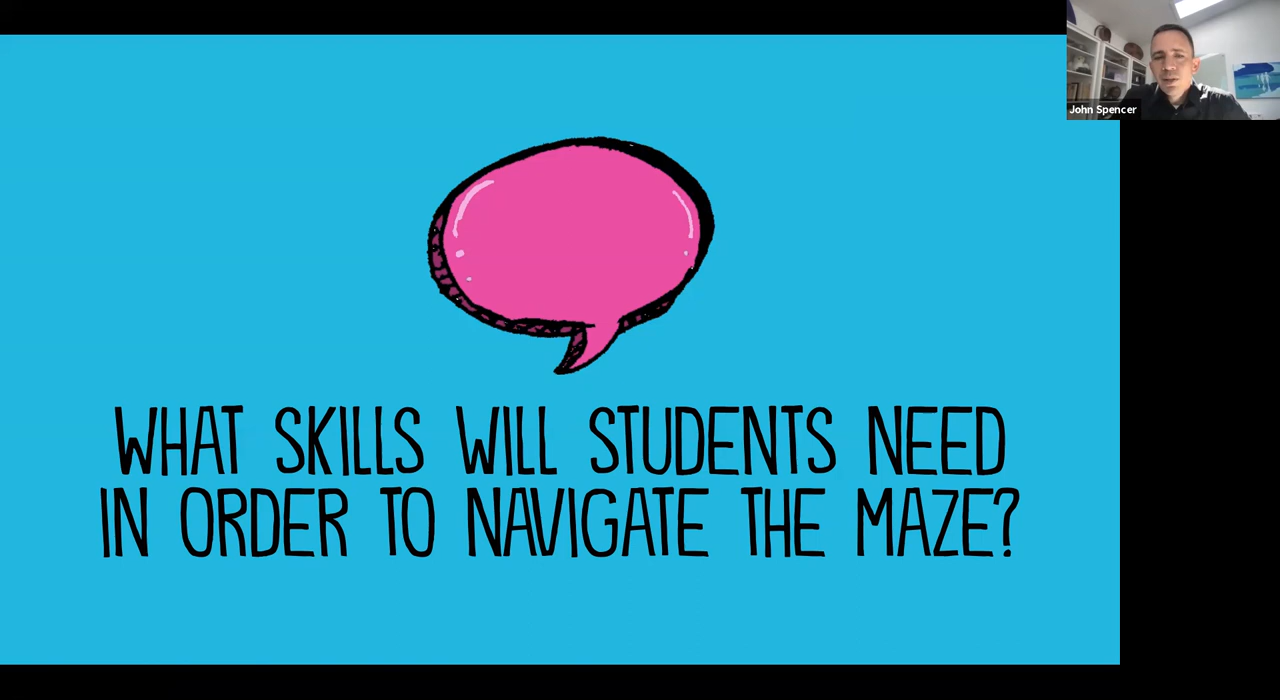 John Spencer
WHAT SKILLS WILL STUDENTS NEED
IN ORDER TO NAVIGATE THE MAZE?